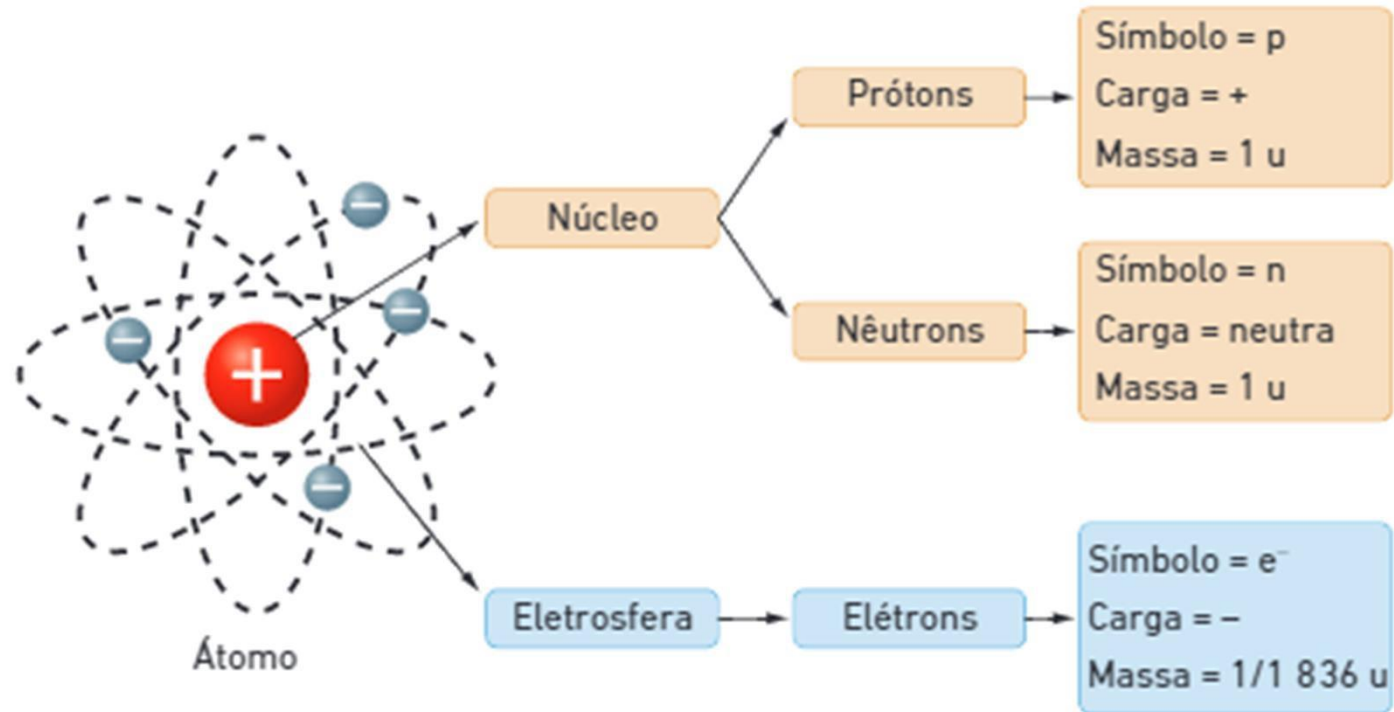 Átomo
Núcleo
Prótons
Símbolo = p
Carga = +
Massa = 1 u
Nêutrons
Símbolo = n
Carga = neutra
Massa = 1 u
Eletrosfera
Elétrons
Símbolo = e⁻
Carga = –
Massa = 1/1 836 u